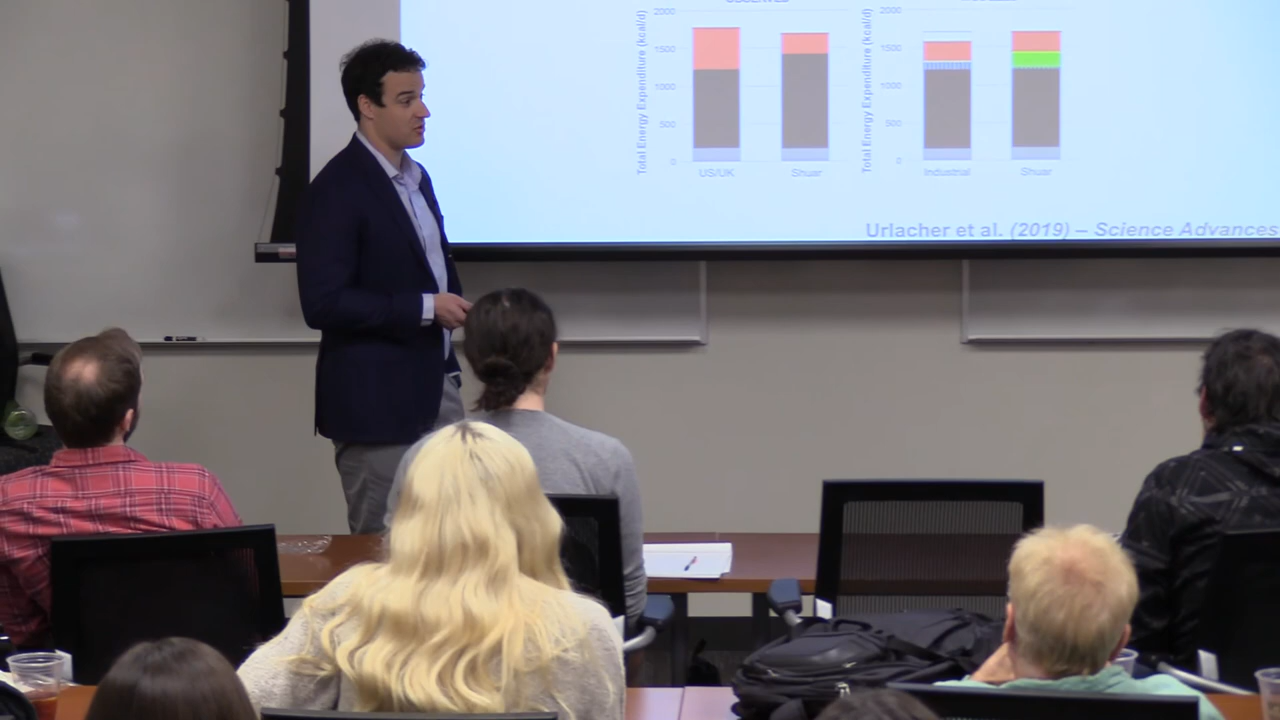 OBSERVED
Total Energy Expenditure (kcal/d)
2000
1500
1000
500
0
US/UK
Shuar
Total Energy Expenditure (kcal/d)
2000
1500
1000
500
0
Industrial
Shuar
Urlacher et al. (2019) – Science Advances